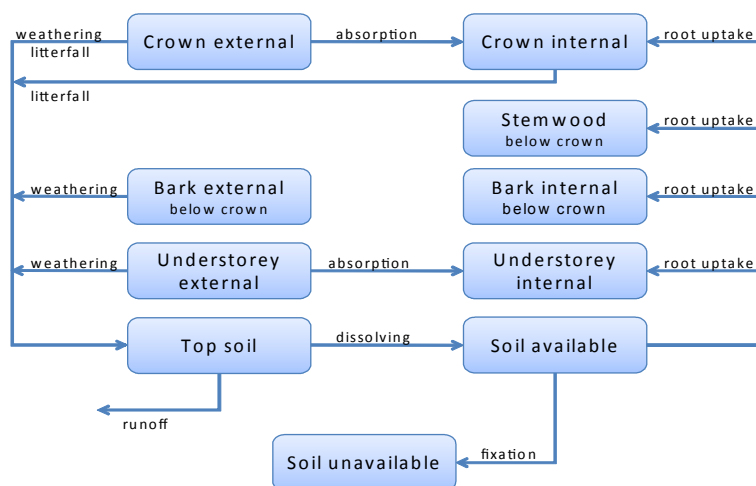 weathering
litterfall
Crown external
absorption
Crown internal
root uptake
litterfall
Stemwood
below crown
root uptake
weathering
Bark external
below crown
Bark internal
below crown
root uptake
weathering
Understorey
external
absorption
Understorey
internal
root uptake
Top soil
dissolving
Soil available
runoff
Soil unavailable
fixation